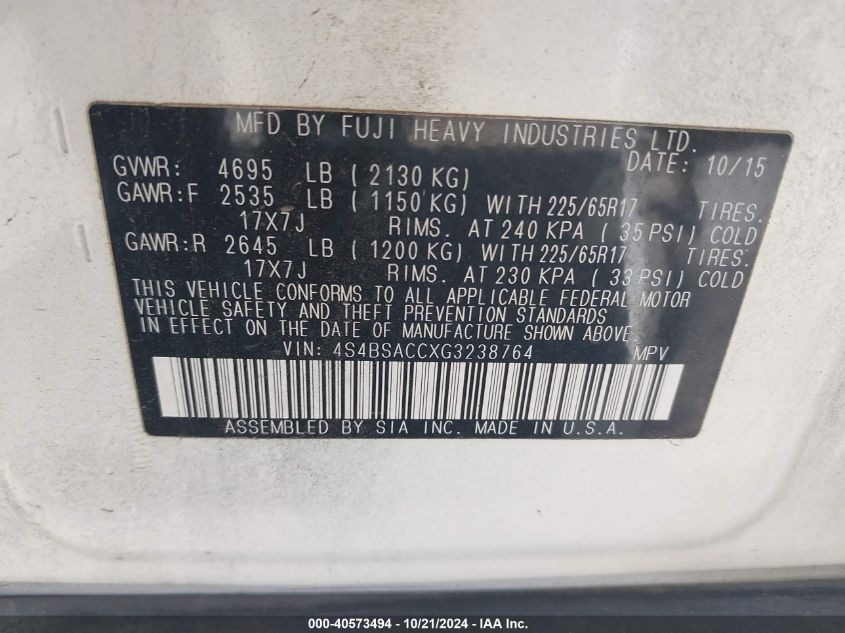 MFD BY FUJI HEAVY INDUSTRIES LTD.
DATE: 10/15
GVWR: 4695 LB ( 2130 KG)
GAWR:F 2535 LB ( 1150 KG) WITH 225/65R17 TIRES.
17X7J RIMS. AT 240 KPA ( 35 PSI) COLD
GAWR:R 2645 LB ( 1200 KG) WITH 225/65R17 TIRES.
17X7J RIMS. AT 230 KPA ( 33 PSI) COLD
THIS VEHICLE CONFORMS TO ALL APPLICABLE FEDERAL MOTOR
VEHICLE SAFETY AND THEFT PREVENTION STANDARDS
IN EFFECT ON DATE OF MANUFACTURE SHOWN ABOVE.
VIN: 4S4BSACCXG3238764 MPV
ASSEMBLED BY SIA INC. MADE IN U.S.A.
000-40573494 - 10/21/2024 - IAA Inc.